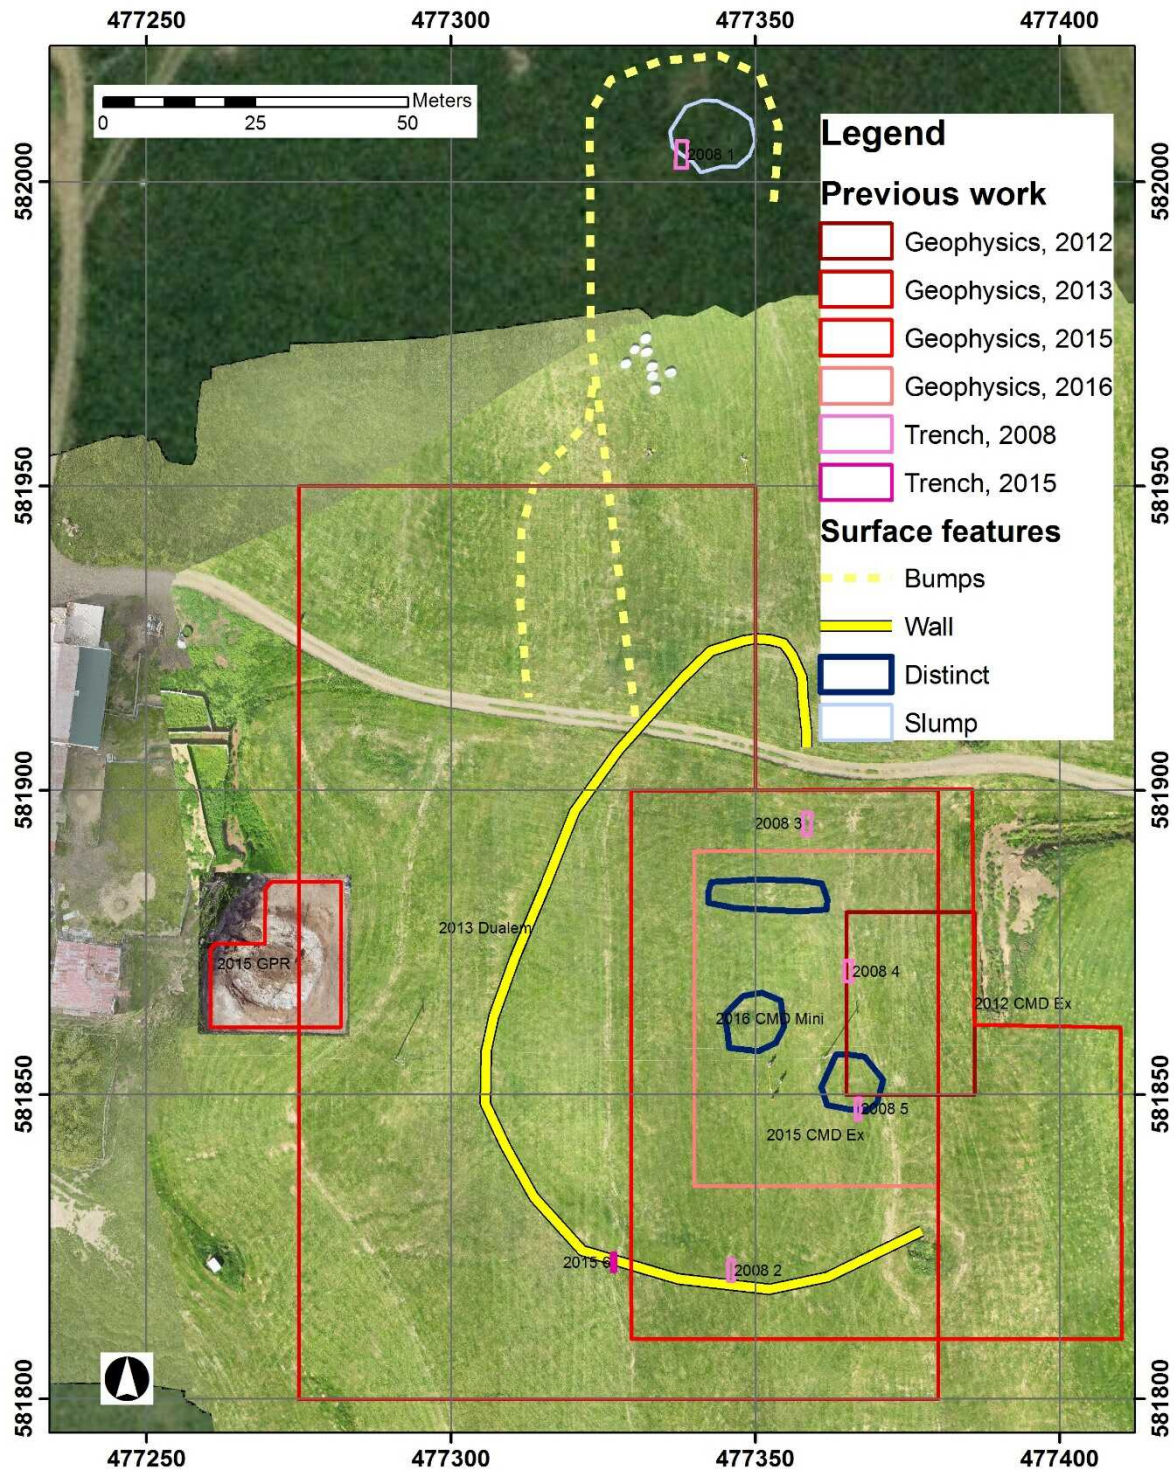 477250 477300 477350 477400
Meters
0 25 50
2008 1
Legend
Previous work
Geophysics, 2012
Geophysics, 2013
Geophysics, 2015
Geophysics, 2016
Trench, 2008
Trench, 2015
Surface features
Bumps
Wall
Distinct
Slump
582000 582000
581950 581950
581900 581900
2008 3
2013 Dualem
2015 GPR
2008 4
2012 CMD Ex
2016 CMD Mini
581850 581850
2008 5
2015 CMD Ex
2015 6
2008 2
581800 581800
477250 477300 477350 477400